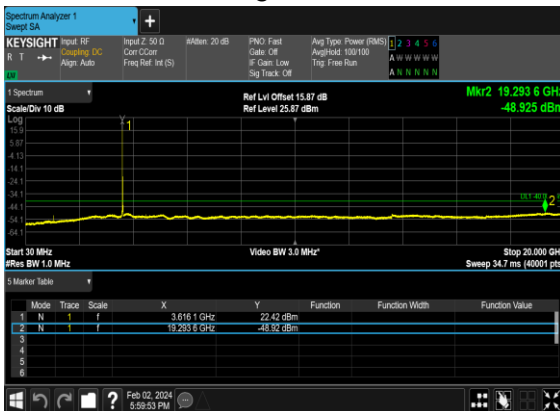 Spectrum Analyzer 1
Swept SA
KEYSIGHT Input: RF Input Z: 50 Ω #Atten: 20 dB PNO: Fast Avg Type: Power (RMS) 1 2 3 4 5 6
R T Coupling: DC Corr CCorr Gate: Off Avg|Hold: 100/100 A W W W W W
Align: Auto Freq Ref: Int (S) IF Gain: Low Trig: Free Run
Sig Track: Off A N N N N N
1 Spectrum Ref Lvl Offset 15.87 dB Mkr2 19.293 6 GHz
Scale/Div 10 dB Ref Level 25.87 dBm -48.925 dBm
Log
15.9 1
5.87
-4.13
-14.1
-24.1
-34.1
-44.1 2
-54.1
-64.1
Start 30 MHz Video BW 3.0 MHz* Stop 20.000 GH
#Res BW 1.0 MHz Sweep 34.7 ms (40001 pts
5 Marker Table
Mode Trace Scale X Y Function Function Width Function Value
1 N 1 f 3.616 1 GHz 22.42 dBm
2 N 1 f 19.293 6 GHz -48.92 dBm
3
4
5
6
Feb 02, 2024
5:59:53 PM